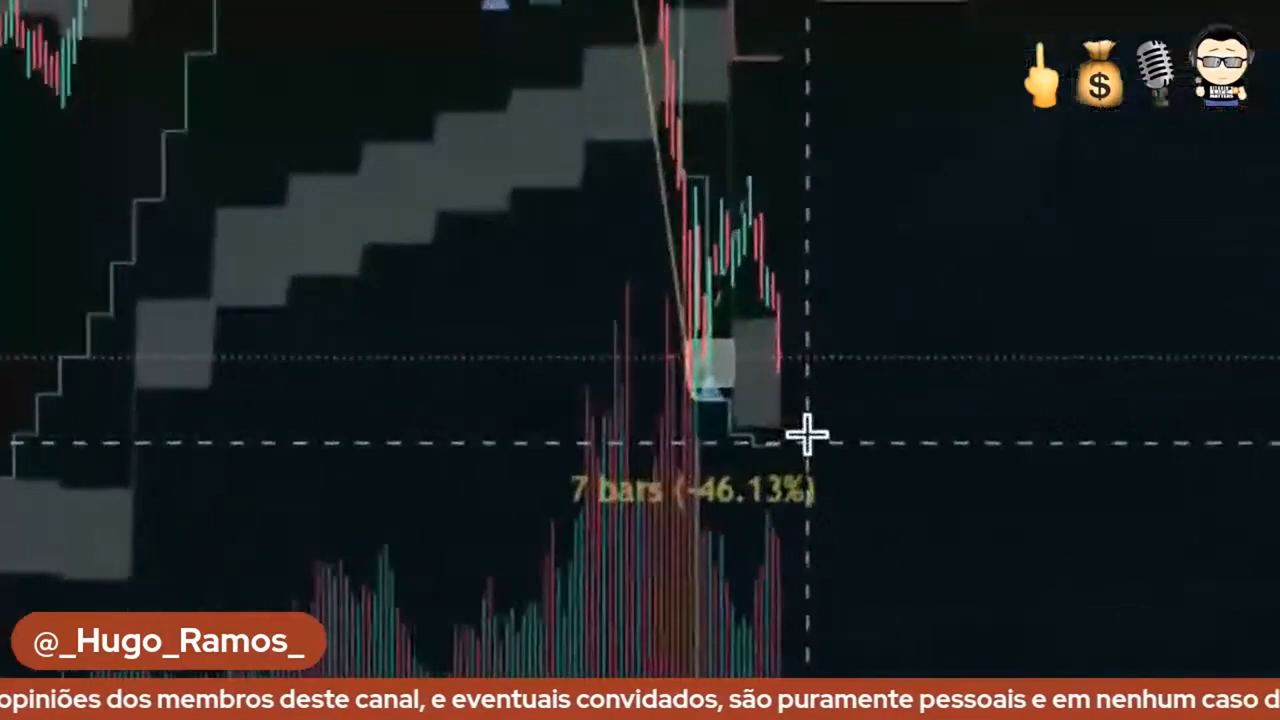 7 bars (-46.13%)
@_Hugo_Ramos_
opiniões dos membros deste canal, e eventuais convidados, são puramente pessoais e em nenhum caso d